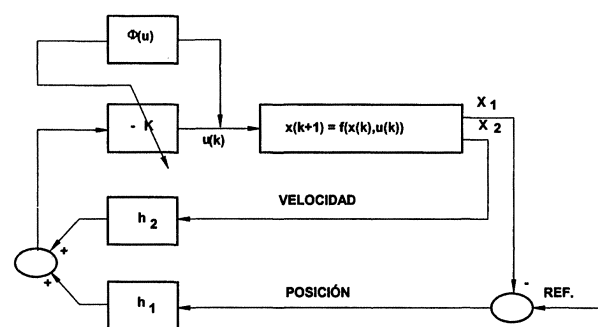 Φ(u)
- K
u(k)
x(k+1) = f(x(k),u(k))
X 1
X 2
VELOCIDAD
h 2
+
+
POSICIÓN
h 1
-
REF.